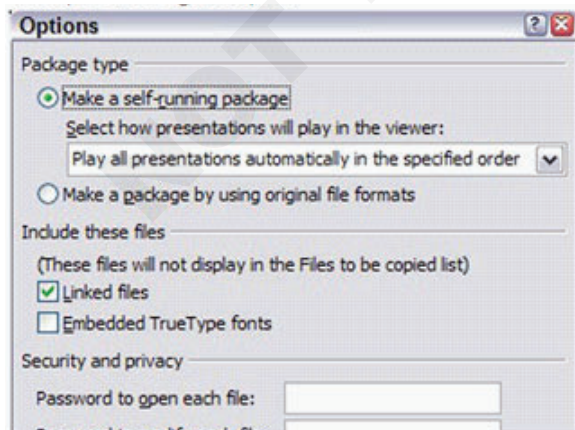 Options
Package type
Make a self-running package
Select how presentations will play in the viewer:
Play all presentations automatically in the specified order
Make a package by using original file formats
Include these files
(These files will not display in the Files to be copied list)
Linked files
Embedded TrueType fonts
Security and privacy
Password to open each file: